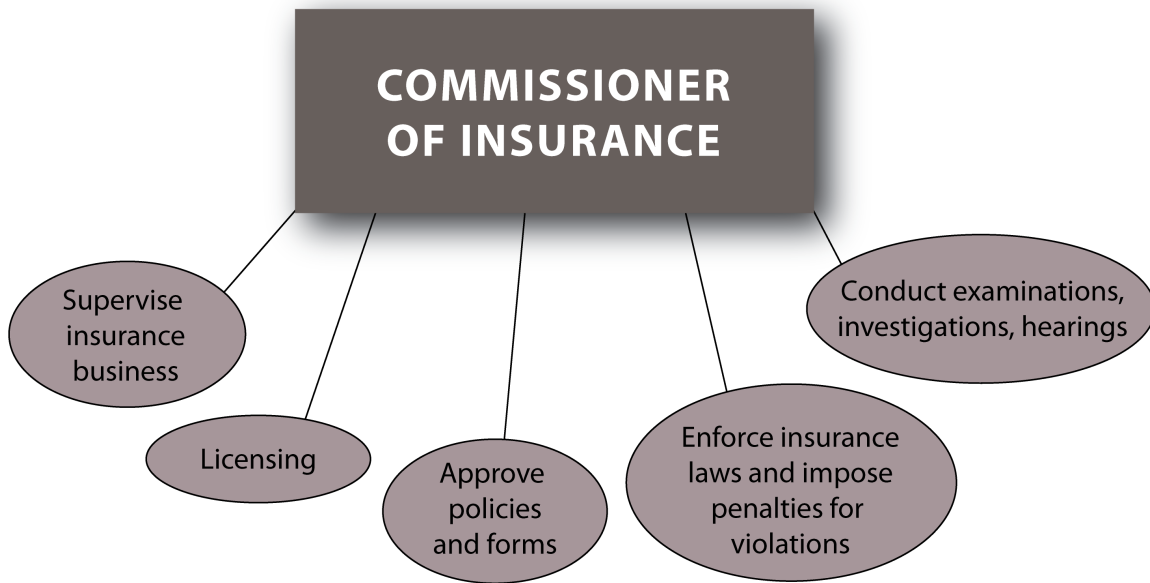 COMMISSIONER
OF INSURANCE
Supervise
insurance
business
Licensing
Approve
policies
and forms
Enforce insurance
laws and impose
penalties for
violations
Conduct examinations,
investigations, hearings